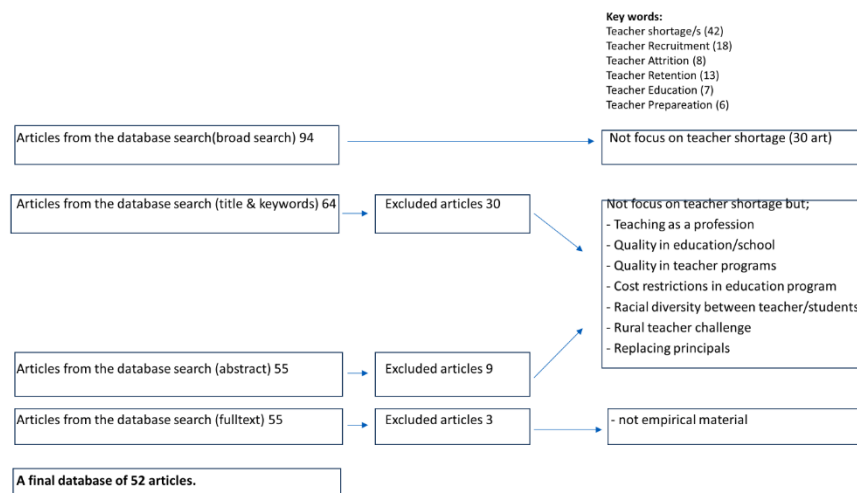 Key words:
Teacher shortage/s (42)
Teacher Recruitment (18)
Teacher Attrition (8)
Teacher Retention (13)
Teacher Education (7)
Teacher Prepareation (6)
Articles from the database search(broad search) 94
Not focus on teacher shortage (30 art)
Articles from the database search (title & keywords) 64
Excluded articles 30
Not focus on teacher shortage but;
- Teaching as a profession
- Quality in education/school
- Quality in teacher programs
- Cost restrictions in education program
- Racial diversity between teacher/students
- Rural teacher challenge
- Replacing principals
Articles from the database search (abstract) 55
Excluded articles 9
Articles from the database search (fulltext) 55
Excluded articles 3
- not empirical material
A final database of 52 articles.